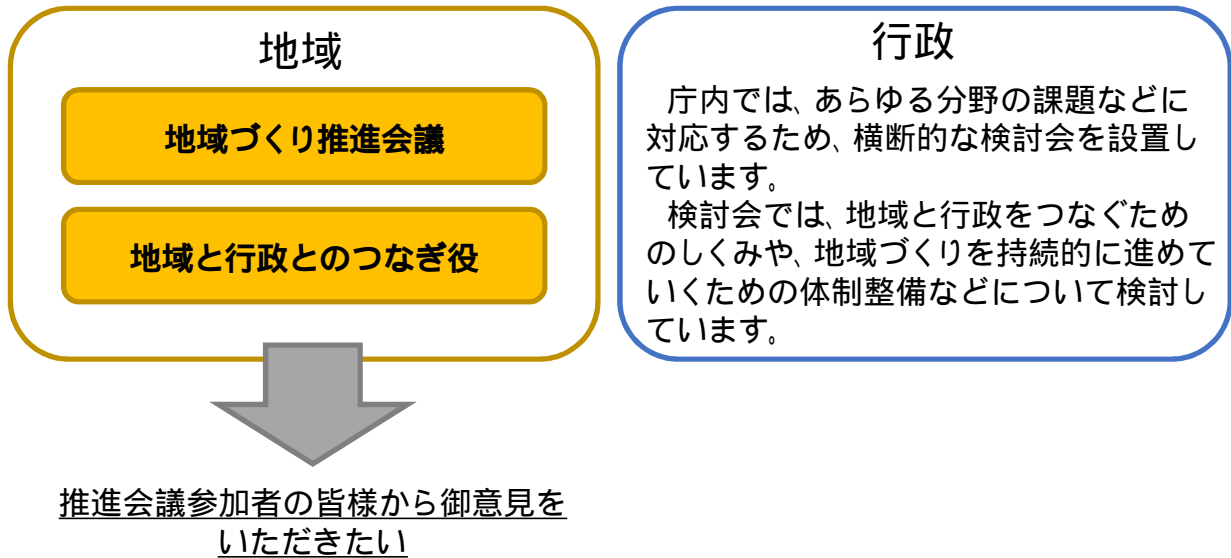 地域
地域づくり推進会議
地域と行政とのつなぎ役
推進会議参加者の皆様から御意見を
いただきたい
行政
　庁内では、あらゆる分野の課題などに
対応するため、横断的な検討会を設置し
ています。
　検討会では、地域と行政をつなぐため
のしくみや、地域づくりを持続的に進めて
いくための体制整備などについて検討し
ています。